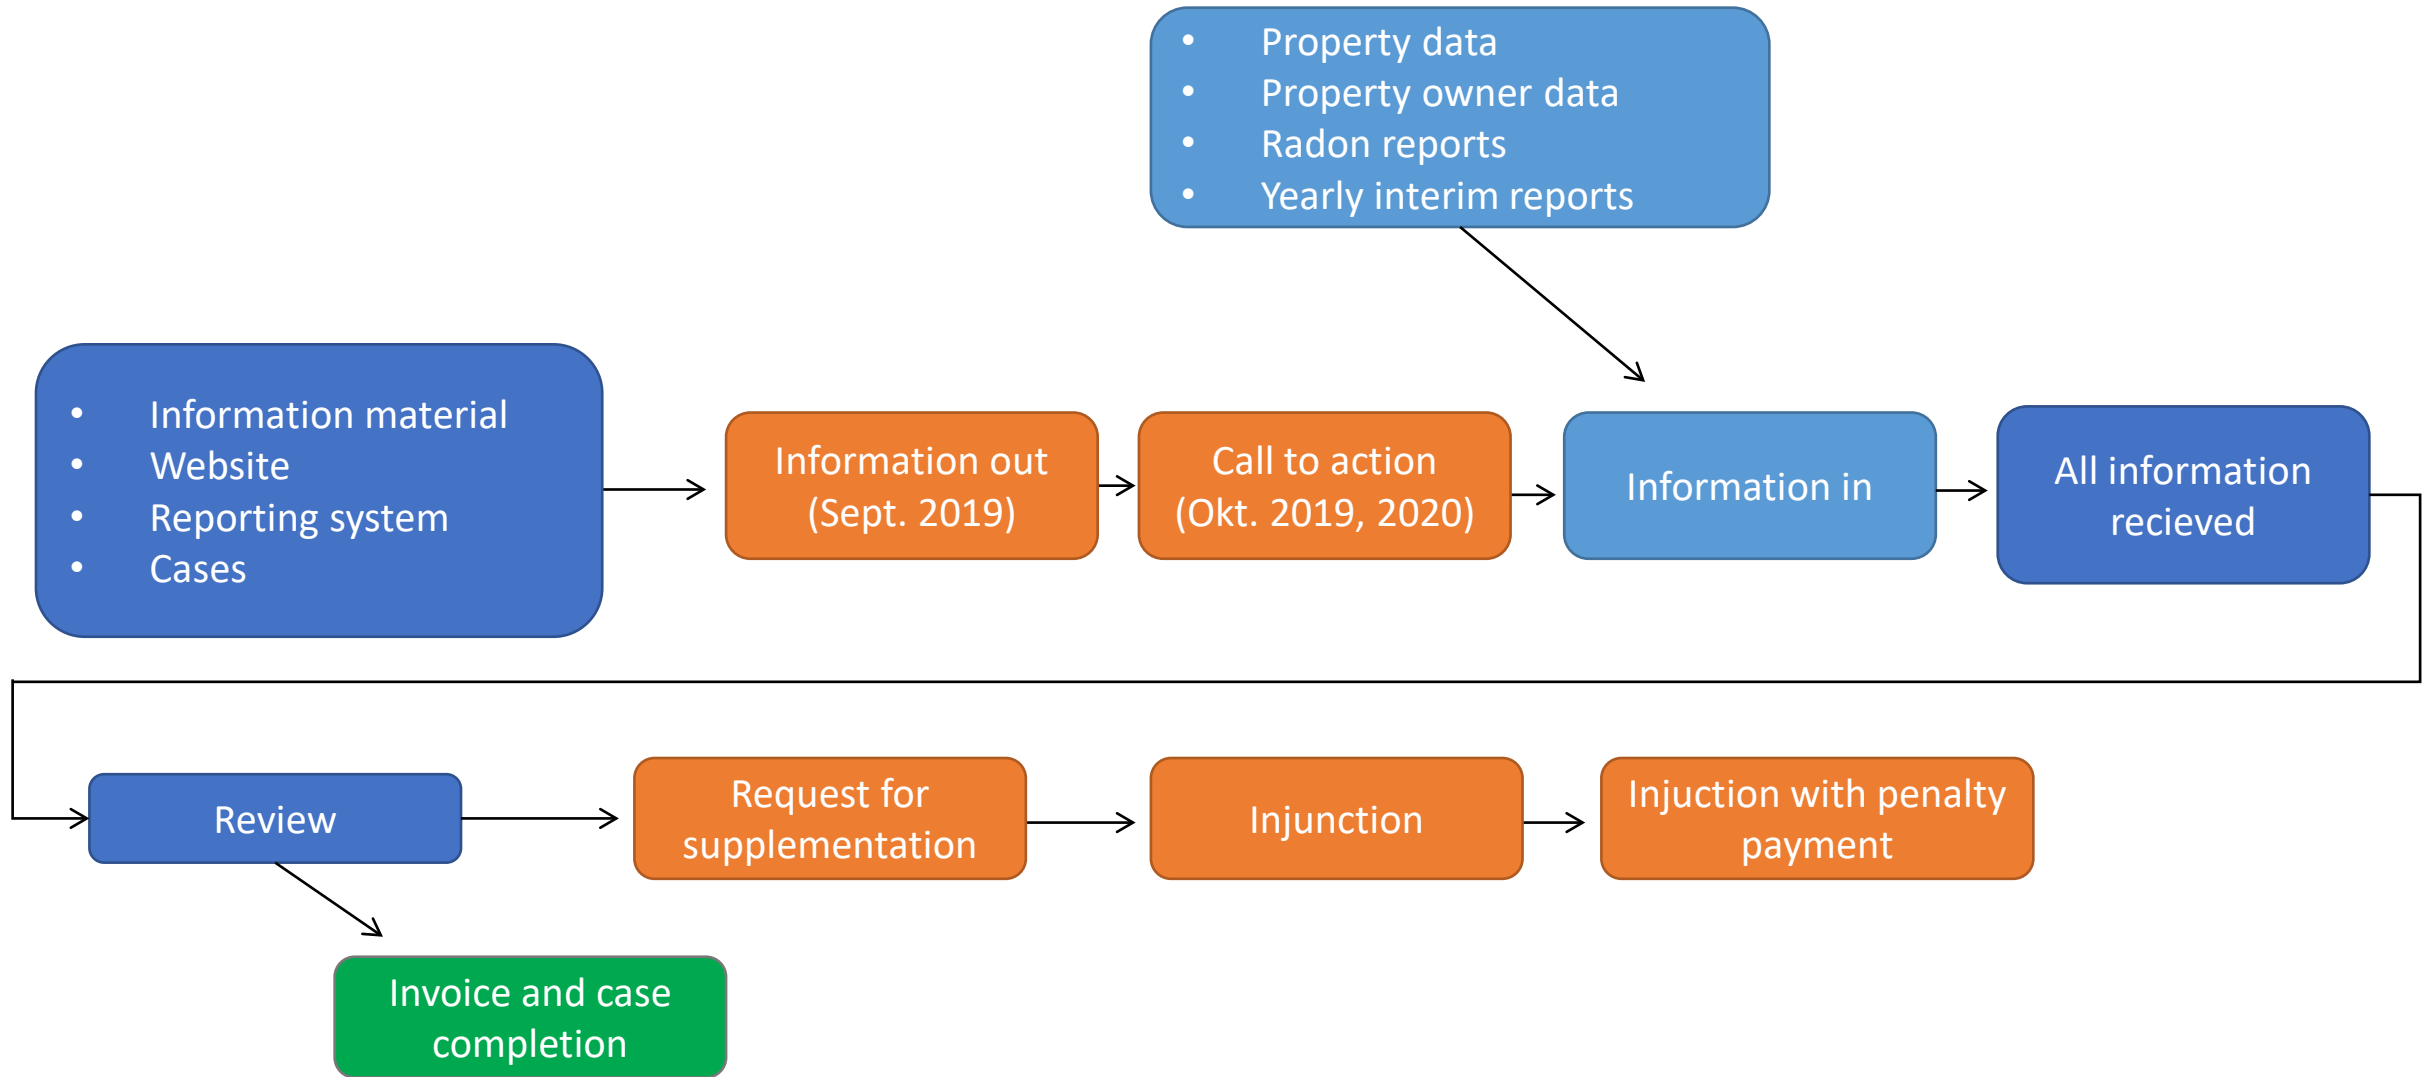 • Property data
• Property owner data
• Radon reports
• Yearly interim reports
• Information material
• Website
• Reporting system
• Cases
Information out
(Sept. 2019)
Call to action
(Okt. 2019, 2020)
Information in
All information
recieved
Review
Request for
supplementation
Injunction
Injuction with penalty
payment
Invoice and case
completion